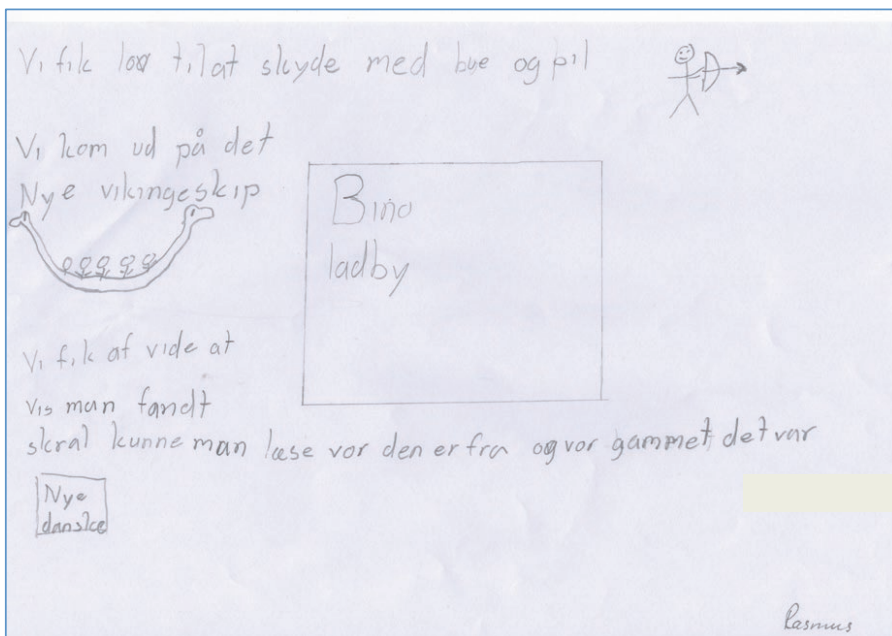 Vi fik lov til at skyde med bue og pil
Vi kom ud på det
Nye vikingeskip
Bino
ladby
Vi fik af vide at
Vis man fandt
skral kunne man læse vor den er fra og vor gammet det var
Nye
danske
Rasmus